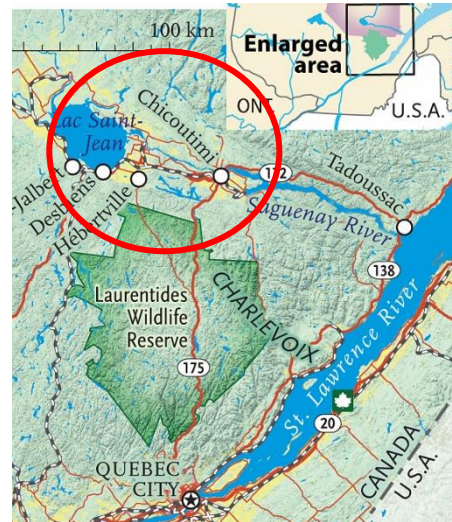 100 km
Enlarged
area
ONT
U.S.A.
Lac Saint-
Jean
Chicoutimi
-Jalbert
Desbiens
Hébertville
172
Tadoussac
Saguenay River
138
Laurentides
Wildlife
Reserve
CHARLEVOIX
175
St. Lawrence River
20
QUEBEC
CITY
CANADA
U.S.A.